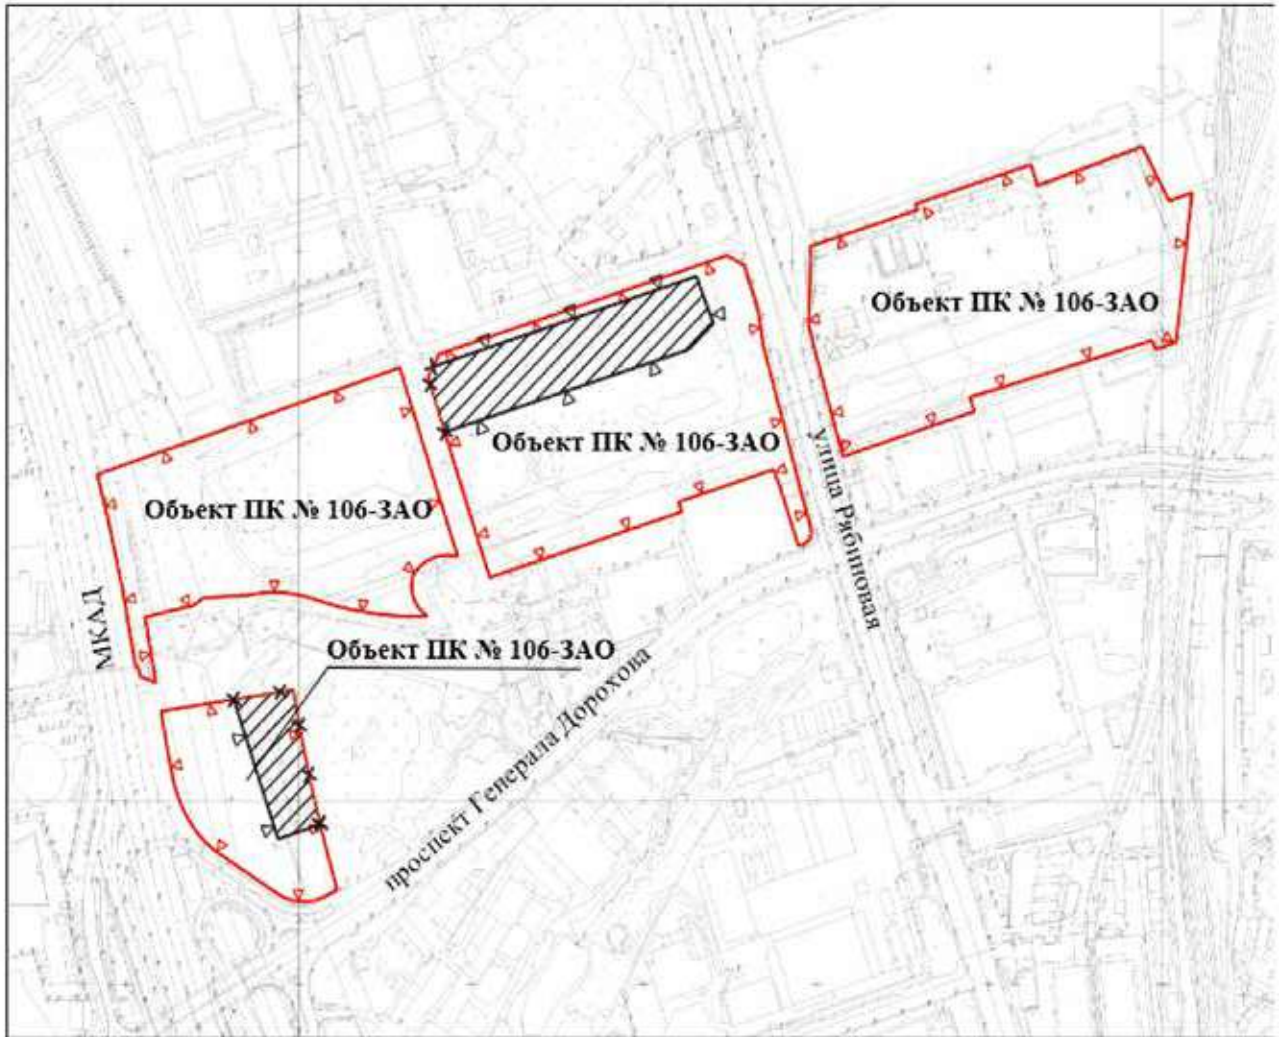 Объект ПК № 106-ЗАО
Объект ПК № 106-ЗАО
Объект ПК № 106-ЗАО
улица Рябиновая
МКАД
Объект ПК № 106-ЗАО
проспект Генерала Дорохова